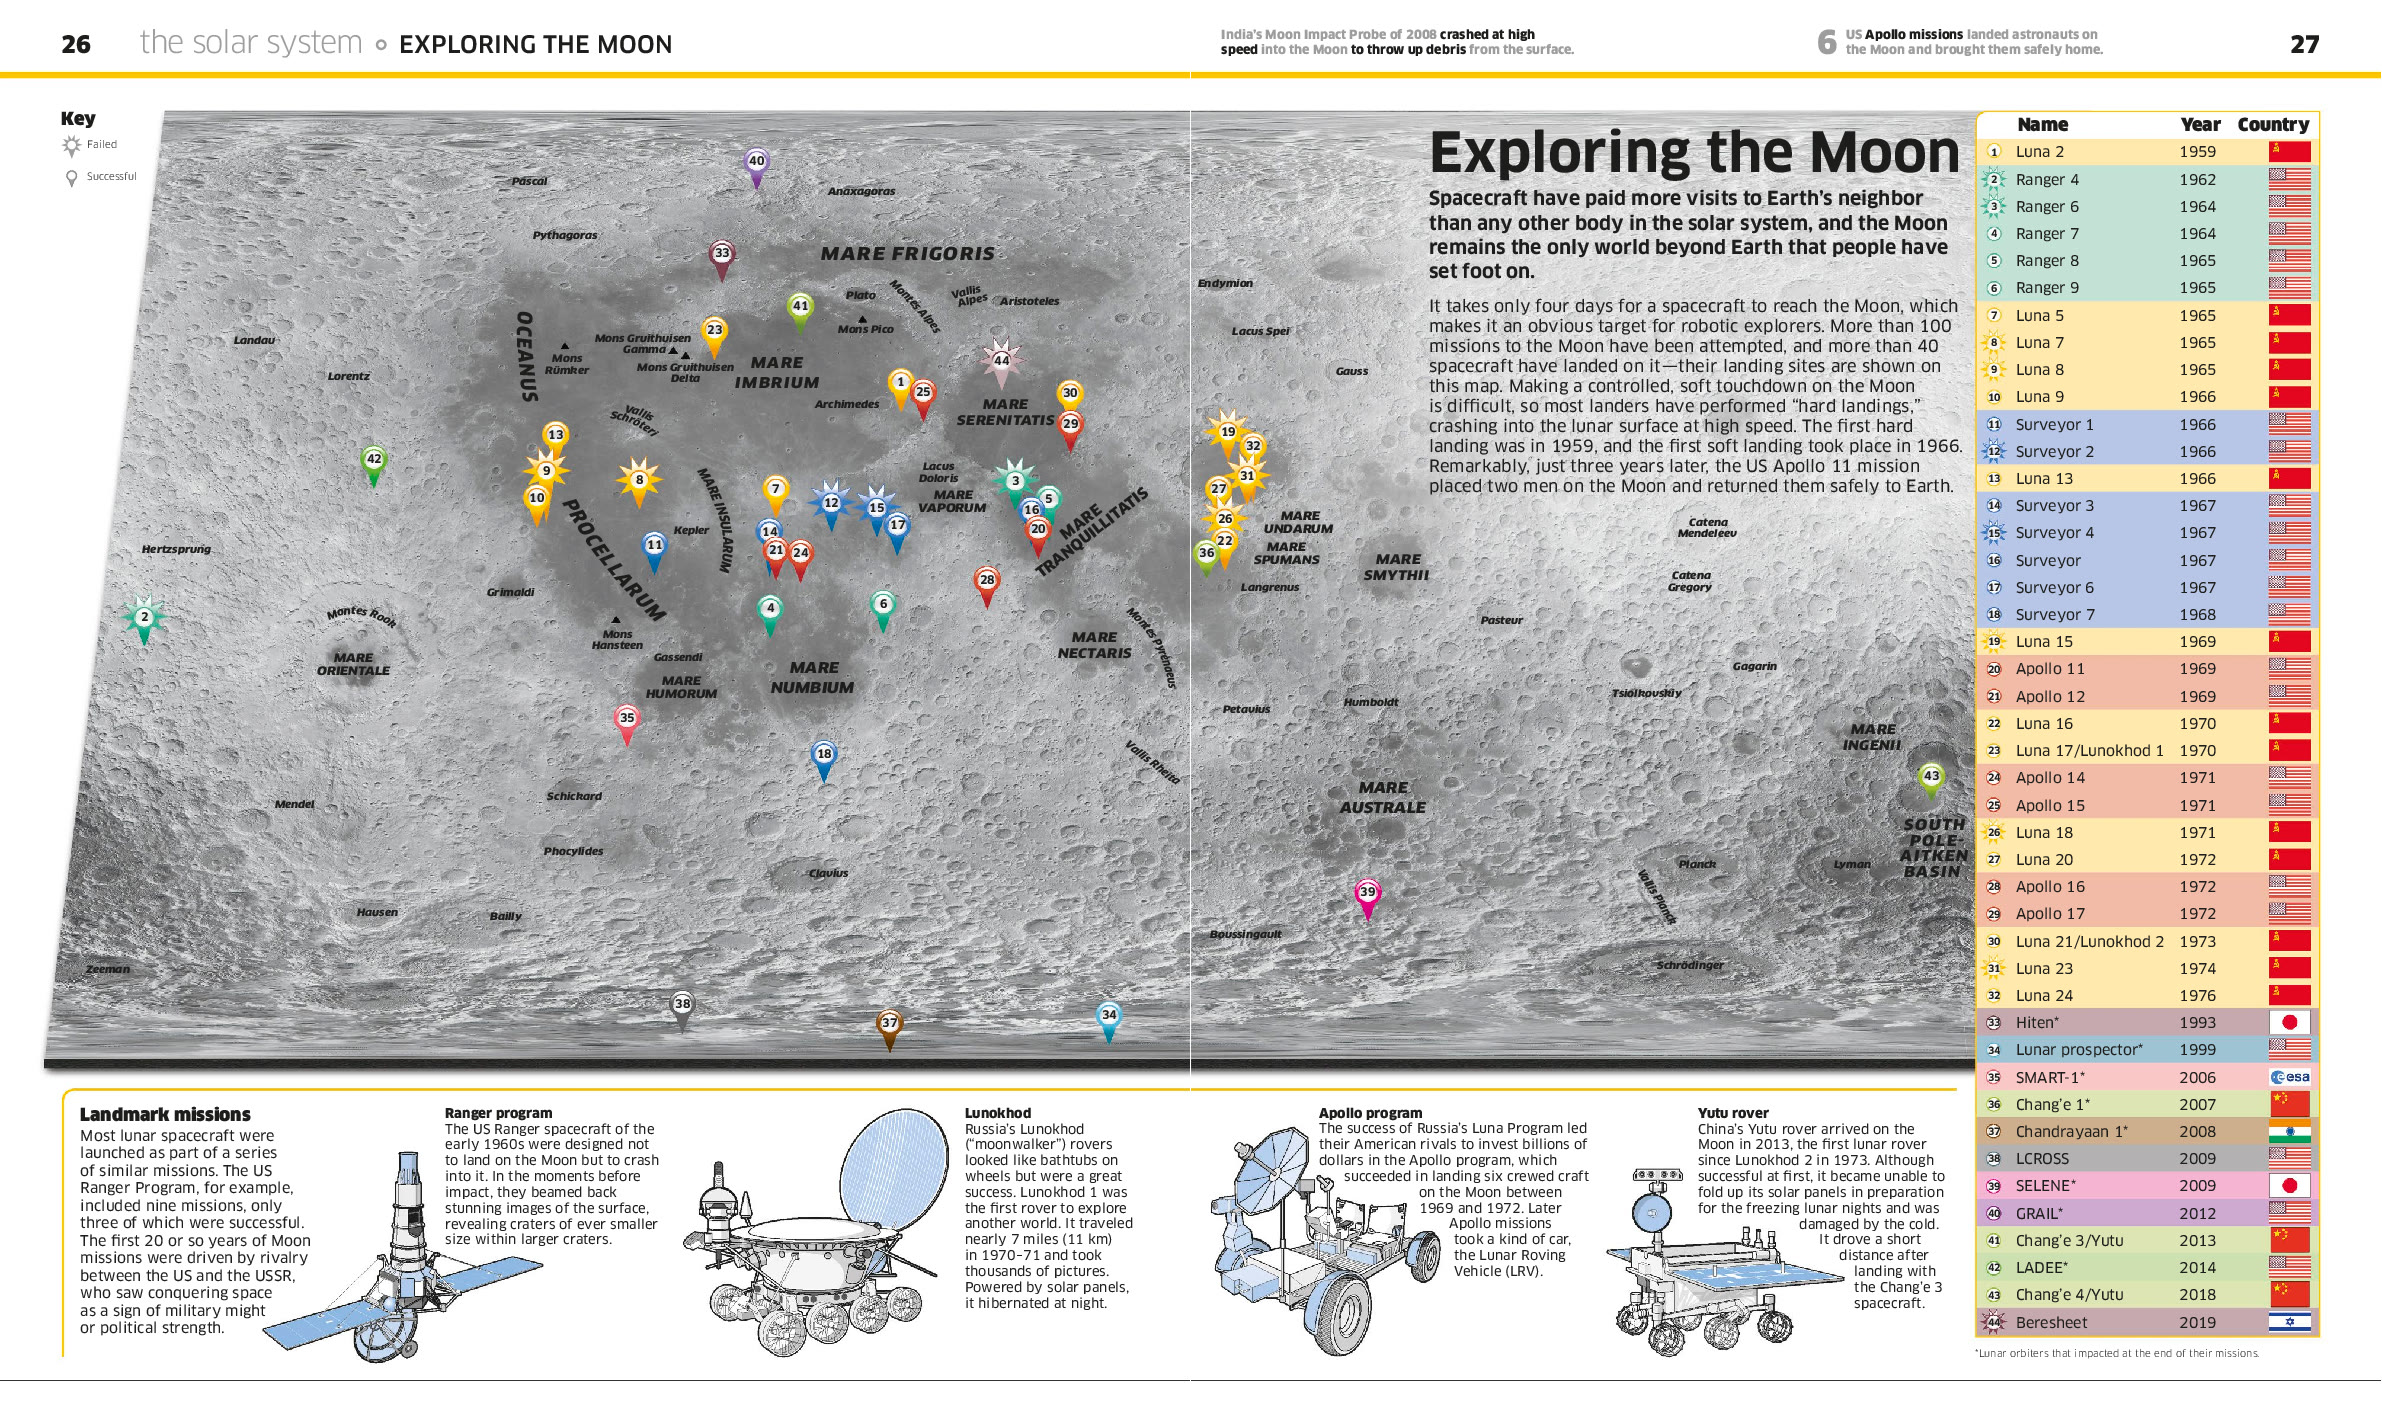 26 the solar system EXPLORING THE MOON
India's Moon Impact Probe of 2008 crashed at high
speed into the Moon to throw up debris from the surface.
6 US Apollo missions landed astronauts on
the Moon and brought them safely home.
27
Key
Failed
Successful
Exploring the Moon
Spacecraft have paid more visits to Earth's neighbor
than any other body in the solar system, and the Moon
remains the only world beyond Earth that people have
set foot on.
It takes only four days for a spacecraft to reach the Moon, which
makes it an obvious target for robotic explorers. More than 100
missions to the Moon have been attempted, and more than 40
spacecraft have landed on it—their landing sites are shown on
this map. Making a controlled, soft touchdown on the Moon
is difficult, so most landers have performed “hard landings,”
crashing into the lunar surface at high speed. The first hard
landing was in 1959, and the first soft landing took place in 1966.
Remarkably, just three years later, the US Apollo 11 mission
placed two men on the Moon and returned them safely to Earth.
40
Pascal
Anaxagoras
Pythagoras
33
MARE FRIGORIS
Endymion
41
Plato
Montes Alpes
Vallis
Alpes
Aristoteles
OCEANUS
23
Mons Pico
Lacus Spei
Landau
Mons Gruithuisen
Gamma
Mons
Rümker
Mons Gruithuisen
Delta
MARE
IMBRIUM
44
Lorentz
Gauss
1
25
30
Archimedes
MARE
SERENITATIS
29
Vallis
Schröteri
13
19
32
42
9
8
10
MARE INSULARUM
7
12
15
17
Lacus
Doloris
MARE
VAPORUM
3
5
16
20
MARE
TRANQUILLITATIS
31
27
26
22
36
PROCELLARUM
Kepler
11
14
21
24
MARE
UNDARUM
MARE
SPUMANS
Langrenus
MARE
SMYTHII
Catena
Mendeleev
Catena
Gregory
Hertzsprung
28
Grimaldi
2
Montes Rook
4
6
Pasteur
Mons
Hansteen
MARE
NECTARIS
Montes Pyrenaeus
MARE
ORIENTALE
Gassendi
MARE
HUMORUM
MARE
NUMBIUM
Gagarin
Tsiolkovskiy
35
Petavius
Humboldt
18
MARE
INGENII
Vallis Rheita
43
Mendel
Schickard
MARE
AUSTRALE
SOUTH
POLE-
AITKEN
BASIN
Phocylides
Clavius
Planck
Lyman
Vallis Planck
39
Hausen
Bailly
Boussingault
Zeeman
Schrödinger
38
37
34
Name Year Country
1 Luna 2 1959
2 Ranger 4 1962
3 Ranger 6 1964
4 Ranger 7 1964
5 Ranger 8 1965
6 Ranger 9 1965
7 Luna 5 1965
8 Luna 7 1965
9 Luna 8 1965
10 Luna 9 1966
11 Surveyor 1 1966
12 Surveyor 2 1966
13 Luna 13 1966
14 Surveyor 3 1967
15 Surveyor 4 1967
16 Surveyor 1967
17 Surveyor 6 1967
18 Surveyor 7 1968
19 Luna 15 1969
20 Apollo 11 1969
21 Apollo 12 1969
22 Luna 16 1970
23 Luna 17/Lunokhod 1 1970
24 Apollo 14 1971
25 Apollo 15 1971
26 Luna 18 1971
27 Luna 20 1972
28 Apollo 16 1972
29 Apollo 17 1972
30 Luna 21/Lunokhod 2 1973
31 Luna 23 1974
32 Luna 24 1976
33 Hiten* 1993
34 Lunar prospector* 1999
35 SMART-1* 2006 esa
36 Chang'e 1* 2007
37 Chandrayaan 1* 2008
38 LCROSS 2009
39 SELENE* 2009
40 GRAIL* 2012
41 Chang'e 3/Yutu 2013
42 LADEE* 2014
43 Chang'e 4/Yutu 2018
44 Beresheet 2019
*Lunar orbiters that impacted at the end of their missions.
Landmark missions
Most lunar spacecraft were
launched as part of a series
of similar missions. The US
Ranger Program, for example,
included nine missions, only
three of which were successful.
The first 20 or so years of Moon
missions were driven by rivalry
between the US and the USSR,
who saw conquering space
as a sign of military might
or political strength.
Ranger program
The US Ranger spacecraft of the
early 1960s were designed not
to land on the Moon but to crash
into it. In the moments before
impact, they beamed back
stunning images of the surface,
revealing craters of ever smaller
size within larger craters.
Lunokhod
Russia's Lunokhod
(“moonwalker”) rovers
looked like bathtubs on
wheels but were a great
success. Lunokhod 1 was
the first rover to explore
another world. It traveled
nearly 7 miles (11 km)
in 1970–71 and took
thousands of pictures.
Powered by solar panels,
it hibernated at night.
Apollo program
The success of Russia's Luna Program led
their American rivals to invest billions of
dollars in the Apollo program, which
succeeded in landing six crewed craft
on the Moon between
1969 and 1972. Later
Apollo missions
took a kind of car,
the Lunar Roving
Vehicle (LRV).
Yutu rover
China's Yutu rover arrived on the
Moon in 2013, the first lunar rover
since Lunokhod 2 in 1973. Although
successful at first, it became unable to
fold up its solar panels in preparation
for the freezing lunar nights and was
damaged by the cold.
It drove a short
distance after
landing with
the Chang'e 3
spacecraft.